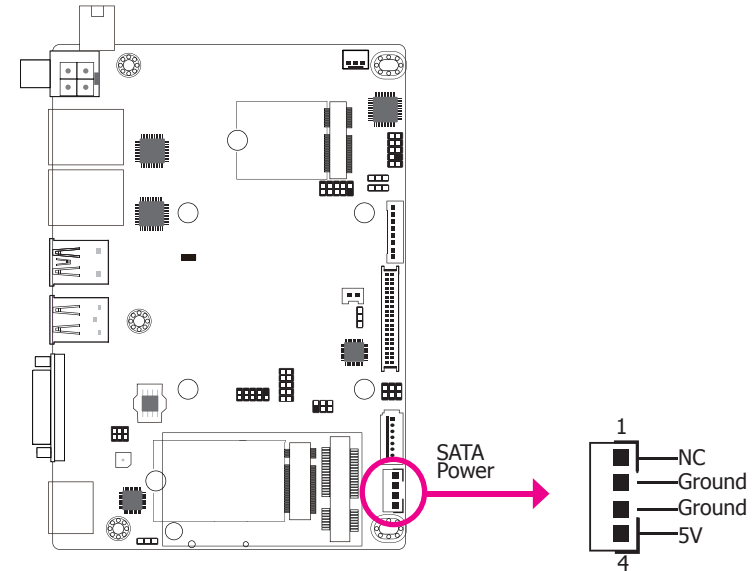 SATA
Power
1
NC
Ground
Ground
5V
4